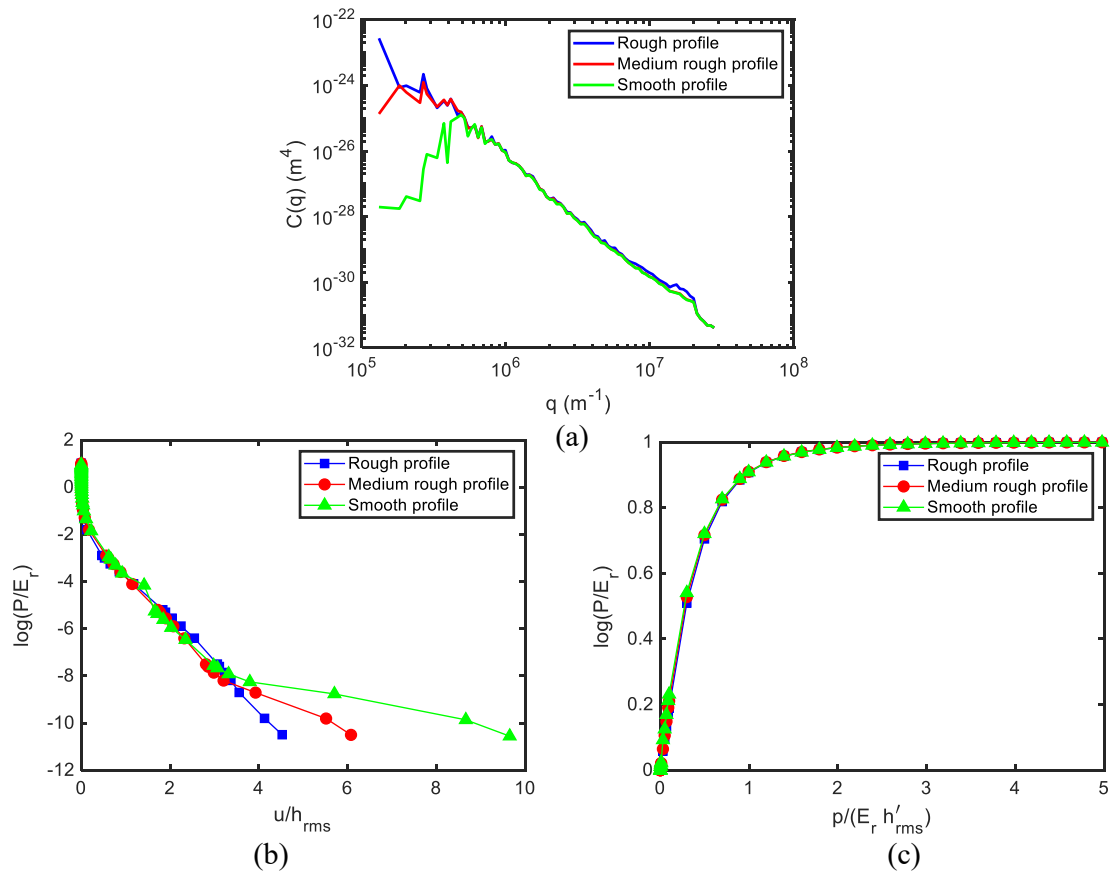 10^-22
10^-24
10^-26
10^-28
10^-30
10^-32
C(q) (m^4)
Rough profile
Medium rough profile
Smooth profile
10^5
10^6
10^7
10^8
q (m^-1)
(a)
2
0
-2
-4
-6
-8
-10
-12
log(P/E_r)
Rough profile
Medium rough profile
Smooth profile
0
2
4
6
8
10
u/h_rms
(b)
1
0.8
0.6
0.4
0.2
0
log(P/E_r)
Rough profile
Medium rough profile
Smooth profile
0
1
2
3
4
5
p/(E_r h'_rms)
(c)